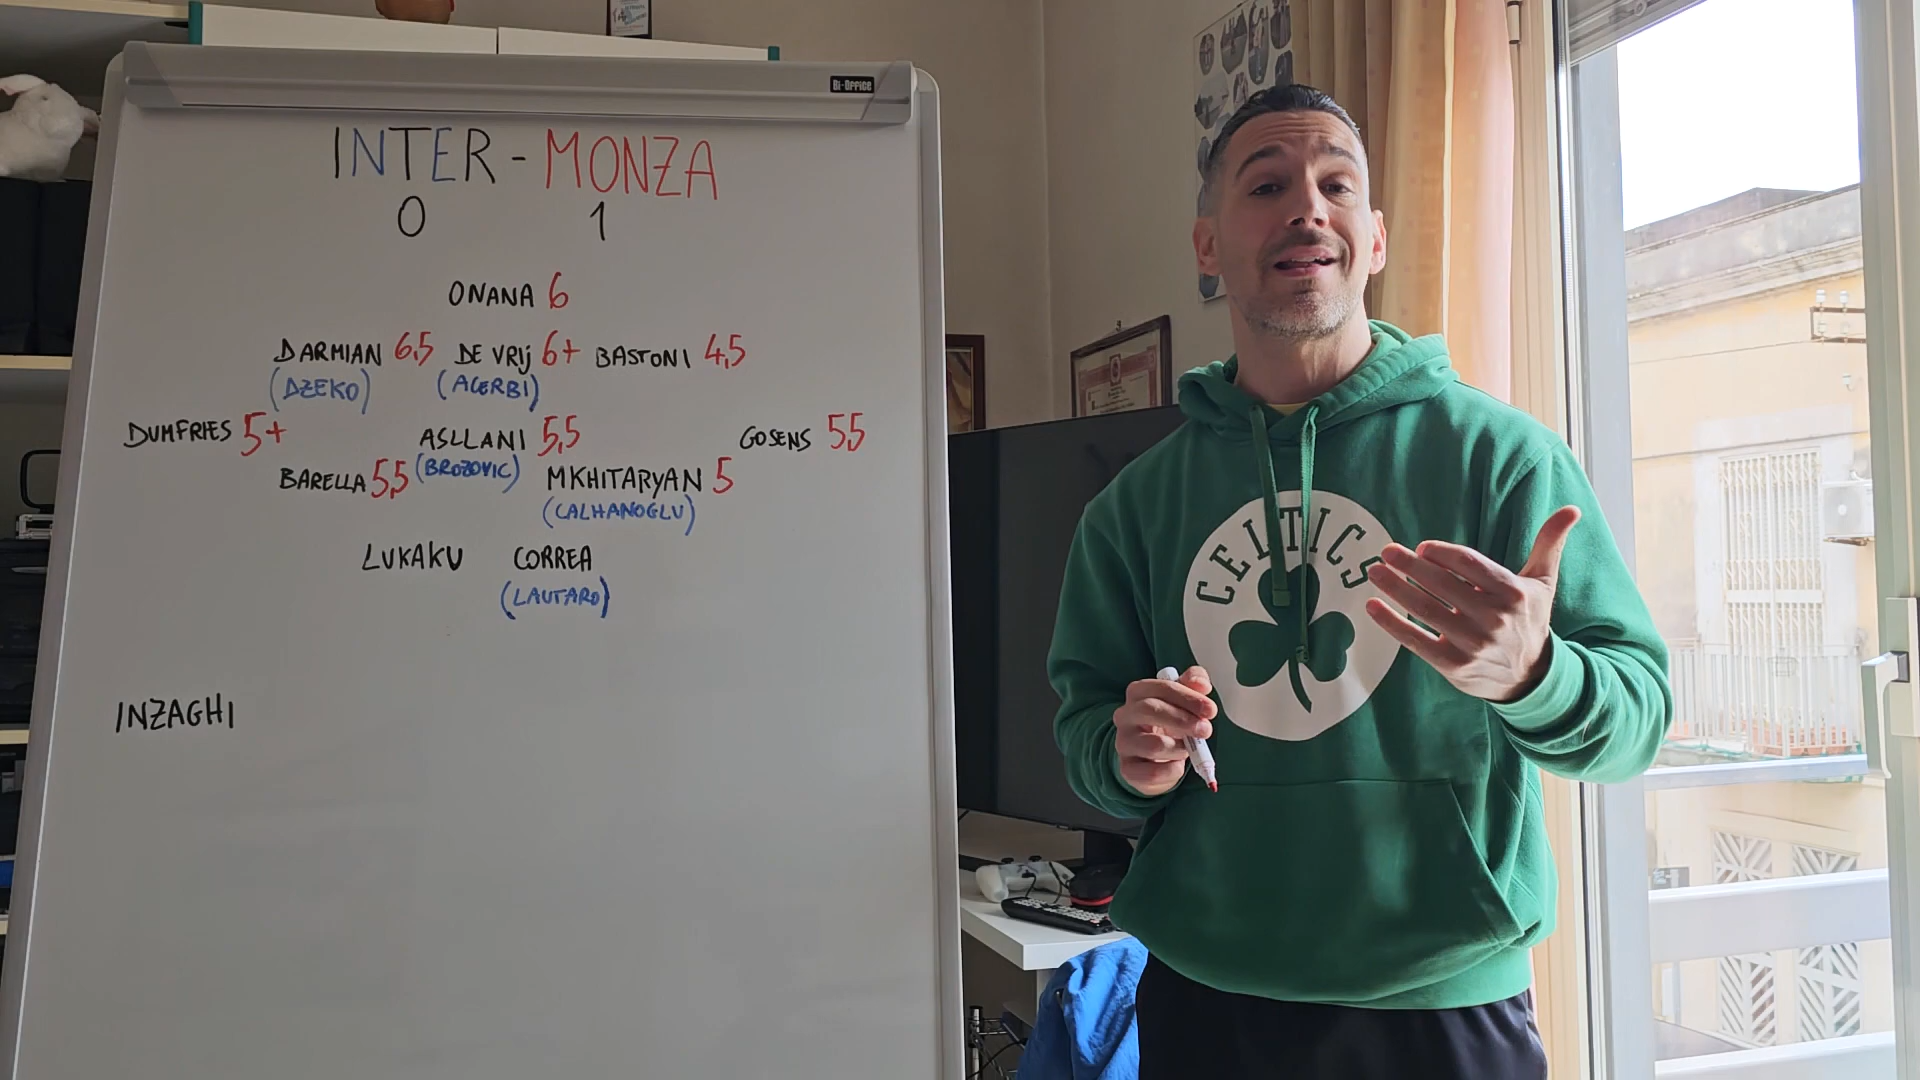 Bi-Office
INTER - MONZA
0 1
ONANA 6
DARMIAN 6,5 DE VRIJ 6+ BASTONI 4,5
(DZEKO) (ACERBI)
DUMFRIES 5+ ASLLANI 5,5 GOSENS 5,5
BARELLA 5,5 (BROZOVIC) MKHITARYAN 5
(CALHANOGLU)
LUKAKU CORREA
(LAUTARO)
INZAGHI
CELTICS